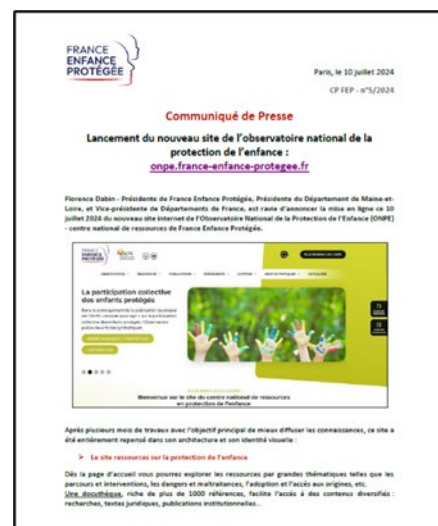 FRANCE
ENFANCE
PROTÉGÉE
Paris, le 10 juillet 2024
CP FEP - n°5/2024
Communiqué de Presse
Lancement du nouveau site de l'observatoire national de la
protection de l'enfance :
onpe.france-enfance-protegee.fr
Florence Dabin - Présidente de France Enfance Protégée, Présidente du Département de Maine-et-
Loire, et Vice-présidente de Départements de France, est ravie d'annoncer la mise en ligne ce 10
juillet 2024 du nouveau site internet de l'Observatoire National de la Protection de l'Enfance (ONPE)
- centre national de ressources de France Enfance Protégée.
FRANCE
ENFANCE
PROTÉGÉE
La participation collective
des enfants protégés
Bienvenue sur le site du centre national de ressources
en protection de l'enfance
Après plusieurs mois de travaux avec l'objectif principal de mieux diffuser les connaissances, ce site a
été entièrement repensé dans son architecture et son identité visuelle :
➤ Le site ressources sur la protection de l'enfance
Dès la page d'accueil vous pourrez explorer les ressources par grandes thématiques telles que les
parcours et interventions, les dangers et maltraitances, l'adoption et l'accès aux origines, etc.
Une docuthèque, riche de plus de 1000 références, facilite l'accès à des contenus diversifiés :
recherches, textes juridiques, publications institutionnelles...